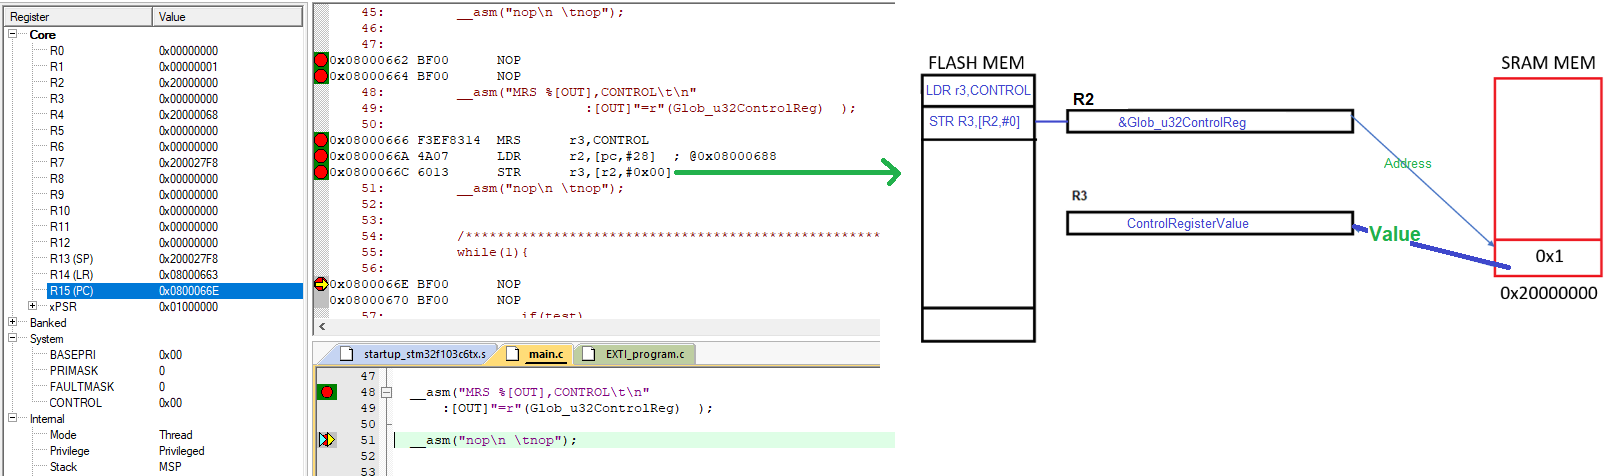 Register Value
Core
R0 0x00000000
R1 0x00000001
R2 0x20000000
R3 0x00000000
R4 0x20000068
R5 0x00000000
R6 0x00000000
R7 0x200027F8
R8 0x00000000
R9 0x00000000
R10 0x00000000
R11 0x00000000
R12 0x00000000
R13 (SP) 0x200027F8
R14 (LR) 0x08000663
R15 (PC) 0x0800066E
xPSR 0x01000000
Banked
System
BASEPRI 0x00
PRIMASK 0
FAULTMASK 0
CONTROL 0x00
Internal
Mode Thread
Privilege Privileged
Stack MSP
45: __asm("nop\n \tnop");
46:
47:
0x08000662 BF00 NOP
0x08000664 BF00 NOP
48: __asm("MRS %[OUT],CONTROL\t\n"
49: :[OUT]"=r"(Glob_u32ControlReg) );
50:
0x08000666 F3EF8314 MRS r3,CONTROL
0x0800066A 4A07 LDR r2,[pc,#28] ; @0x08000688
0x0800066C 6013 STR r3,[r2,#0x00]
51: __asm("nop\n \tnop");
52:
53:
54: /****************************************************
55: while(1){
56:
0x0800066E BF00 NOP
0x08000670 BF00 NOP
57: if(test)
startup_stm32f103c6tx.s main.c EXTI_program.c
47
48 __asm("MRS %[OUT],CONTROL\t\n"
49 :[OUT]"=r"(Glob_u32ControlReg) );
50
51 __asm("nop\n \tnop");
52
53
FLASH MEM
LDR r3,CONTROL
STR R3,[R2,#0]
R2
&Glob_u32ControlReg
R3
ControlRegisterValue
Address
Value
SRAM MEM
0x1
0x20000000